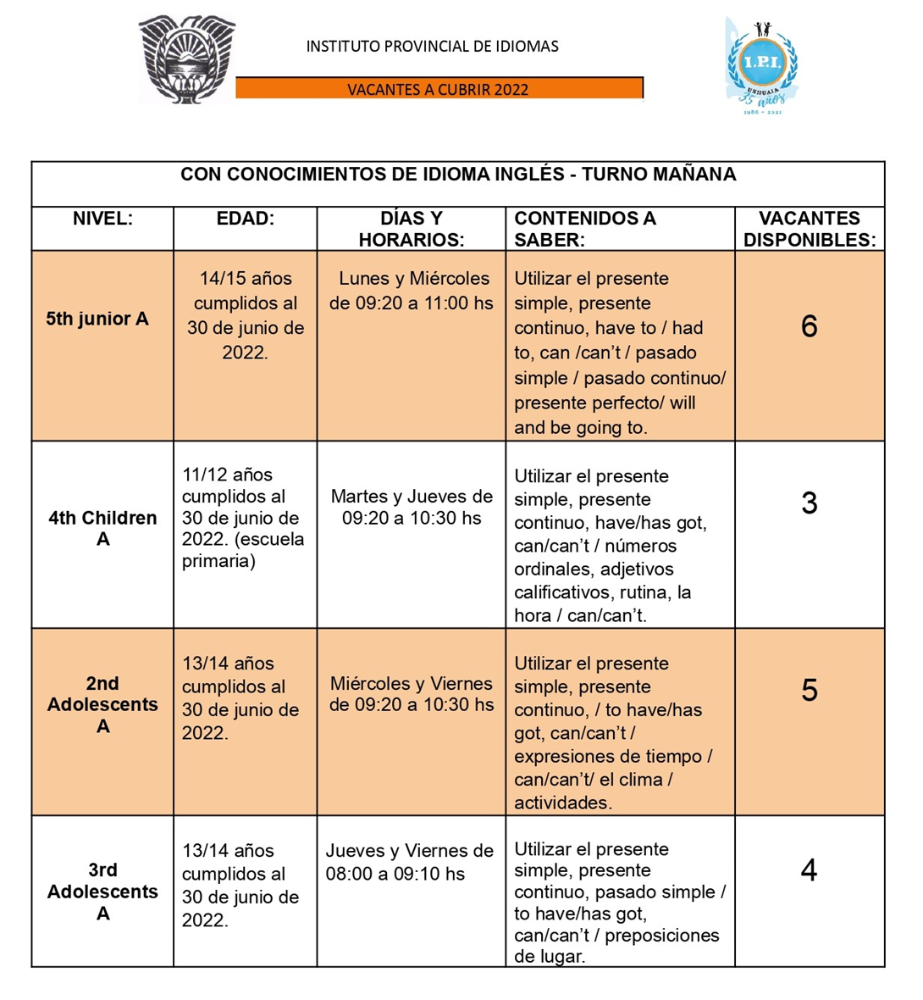 INSTITUTO PROVINCIAL DE IDIOMAS
VACANTES A CUBRIR 2022
I.P.I.
USHUAIA
35 años
1986 - 2021
CON CONOCIMIENTOS DE IDIOMA INGLÉS - TURNO MAÑANA
NIVEL:
EDAD:
DÍAS Y
HORARIOS:
CONTENIDOS A
SABER:
VACANTES
DISPONIBLES:
5th junior A
14/15 años
cumplidos al
30 de junio de
2022.
Lunes y Miércoles
de 09:20 a 11:00 hs
Utilizar el presente
simple, presente
continuo, have to / had
to, can /can’t / pasado
simple / pasado continuo/
presente perfecto/ will
and be going to.
6
4th Children
A
11/12 años
cumplidos al
30 de junio de
2022. (escuela
primaria)
Martes y Jueves de
09:20 a 10:30 hs
Utilizar el presente
simple, presente
continuo, have/has got,
can/can’t / números
ordinales, adjetivos
calificativos, rutina, la
hora / can/can’t.
3
2nd
Adolescents
A
13/14 años
cumplidos al
30 de junio de
2022.
Miércoles y Viernes
de 09:20 a 10:30 hs
Utilizar el presente
simple, presente
continuo, / to have/has
got, can/can’t /
expresiones de tiempo /
can/can’t/ el clima /
actividades.
5
3rd
Adolescents
A
13/14 años
cumplidos al
30 de junio de
2022.
Jueves y Viernes de
08:00 a 09:10 hs
Utilizar el presente
simple, presente
continuo, pasado simple /
to have/has got,
can/can’t / preposiciones
de lugar.
4